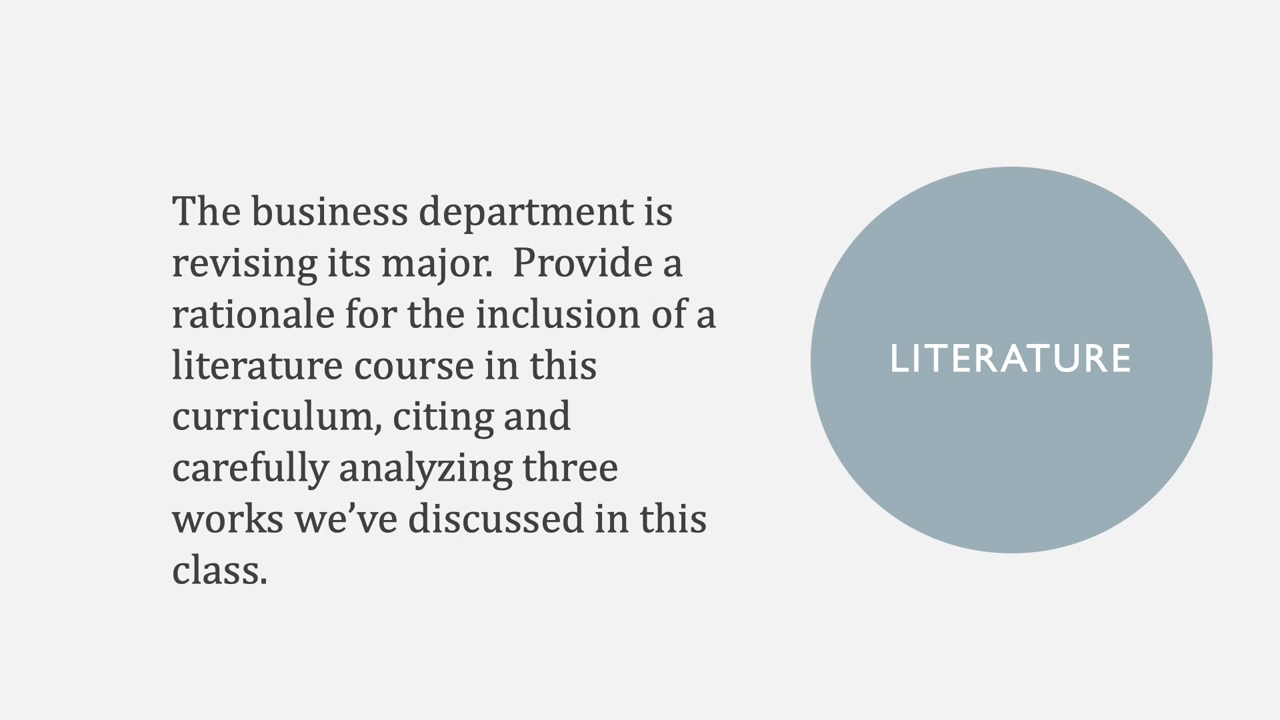 The business department is
revising its major.  Provide a
rationale for the inclusion of a
literature course in this
curriculum, citing and
carefully analyzing three
works we’ve discussed in this
class.
LITERATURE